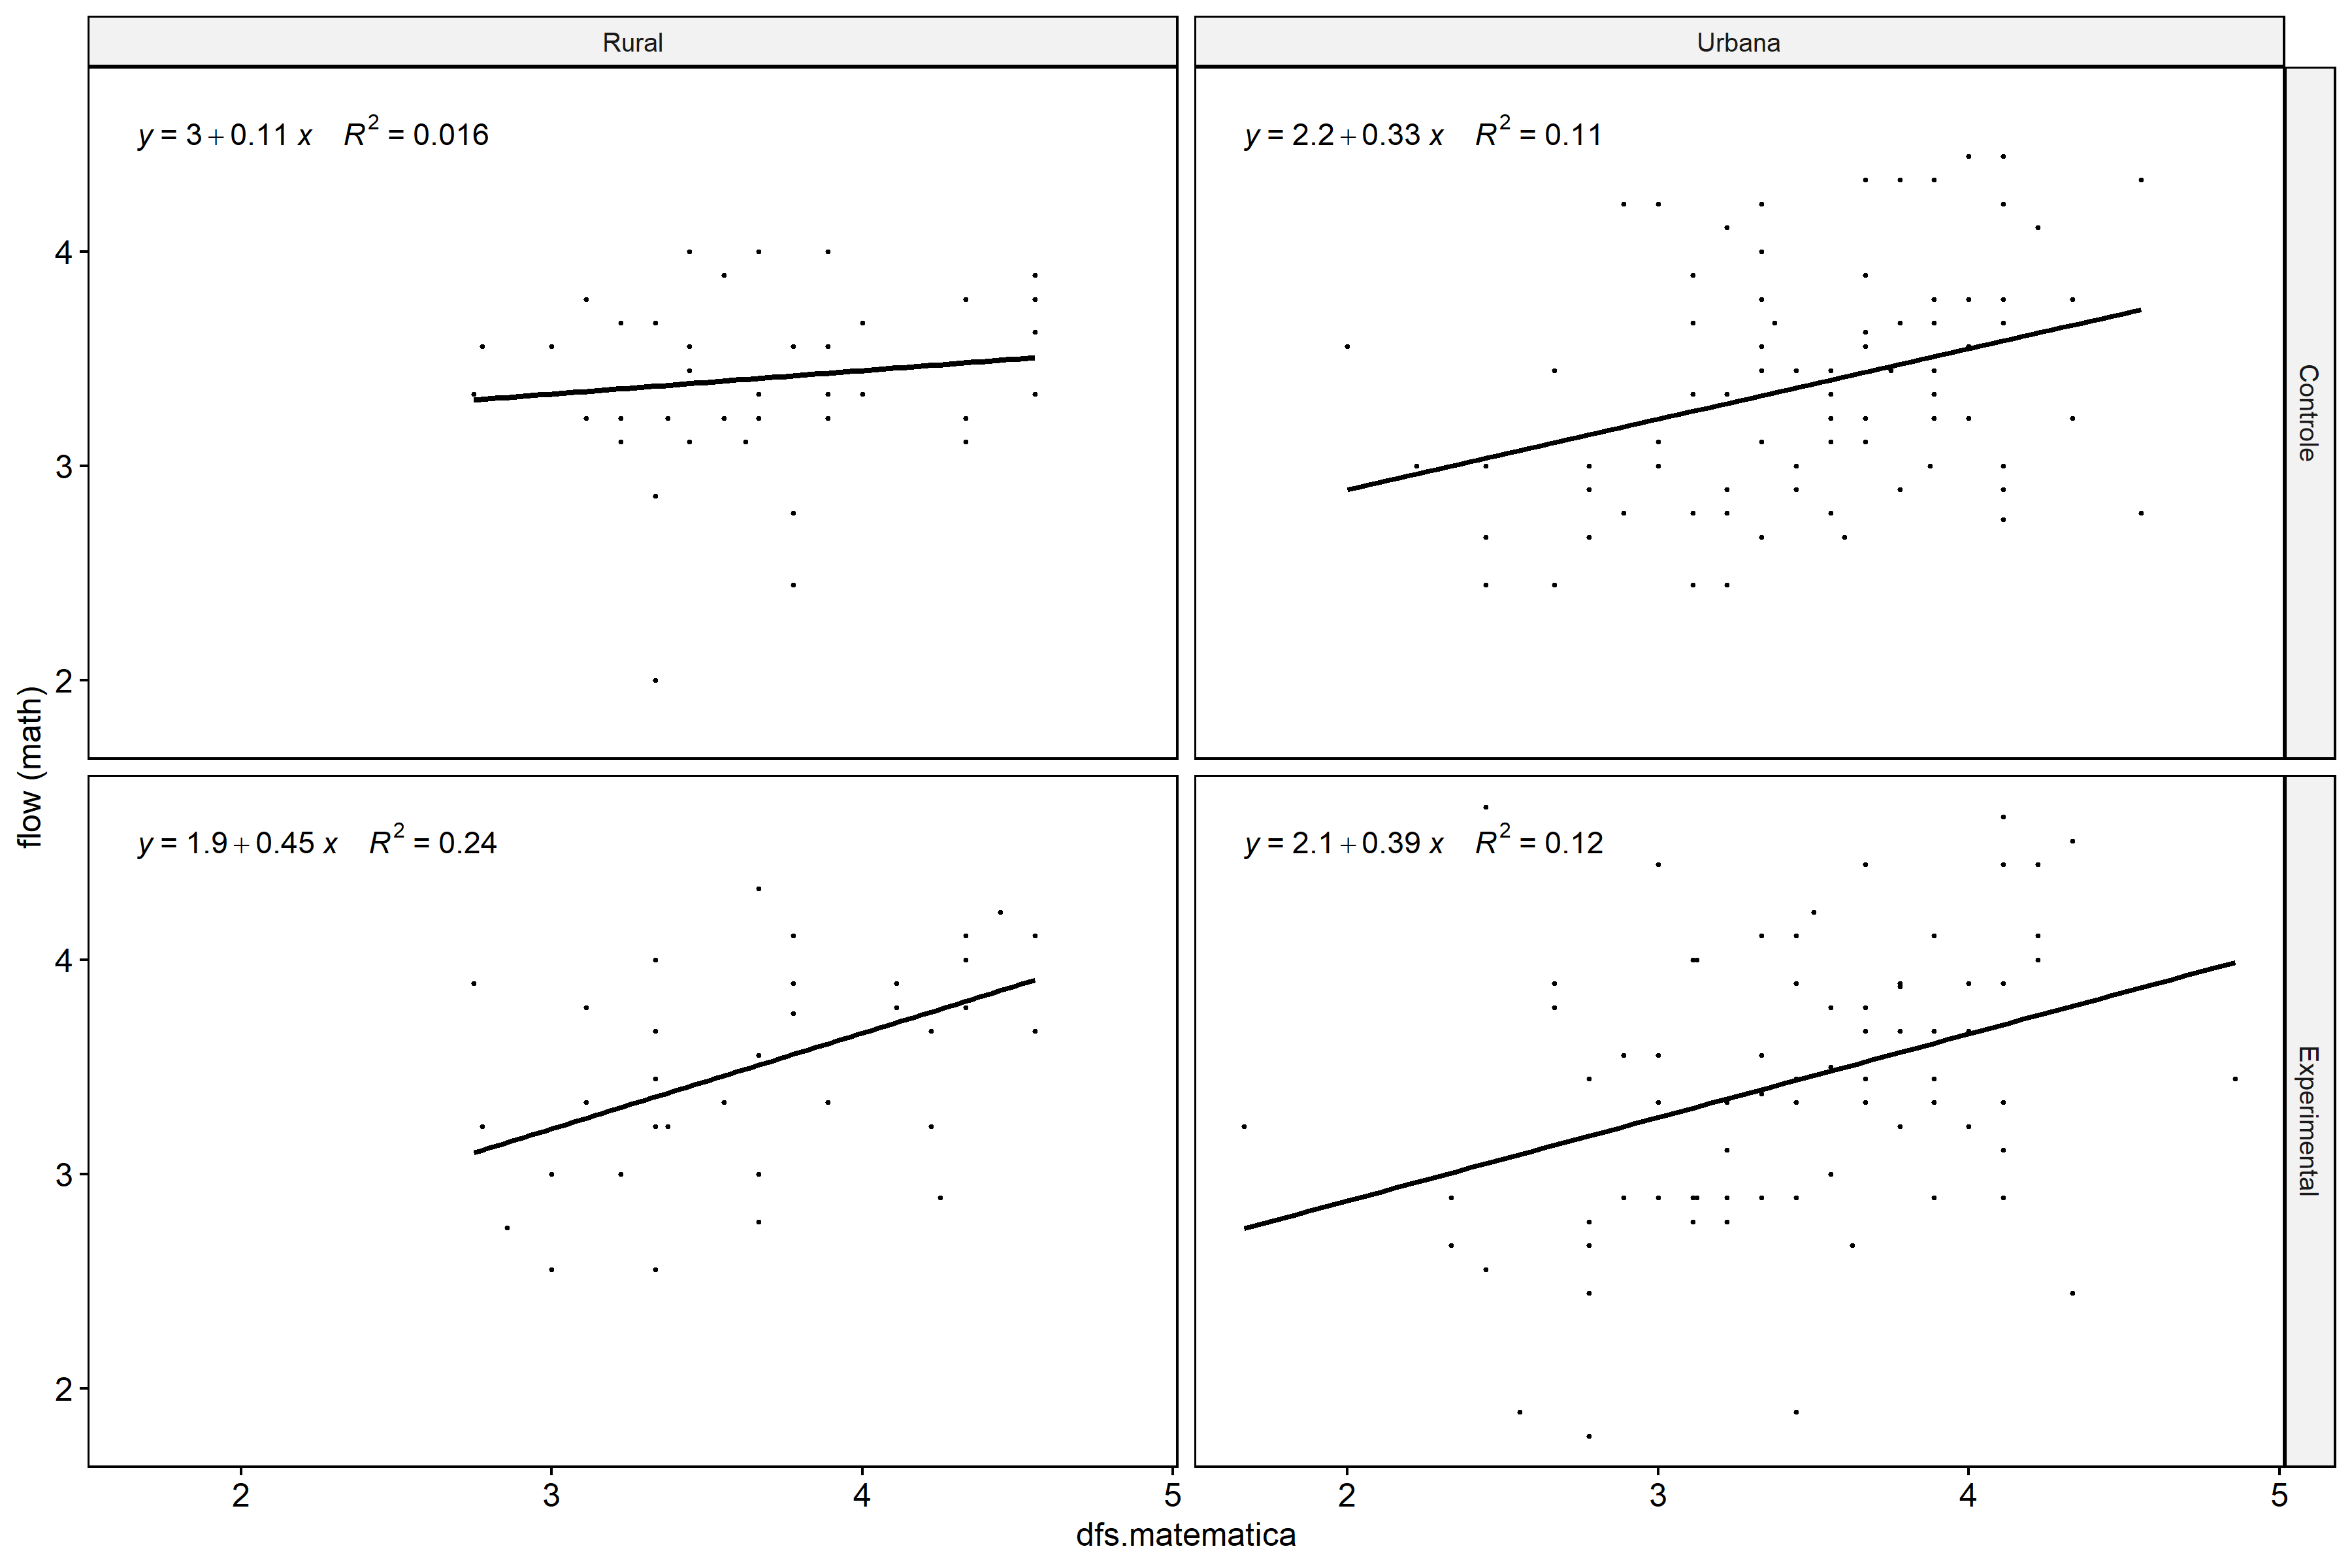 Rural
Urbana
y = 3 + 0.11 x R² = 0.016
y = 2.2 + 0.33 x R² = 0.11
4
3
2
Controle
flow (math)
y = 1.9 + 0.45 x R² = 0.24
y = 2.1 + 0.39 x R² = 0.12
4
3
2
Experimental
2 3 4 5
2 3 4 5
dfs.matematica